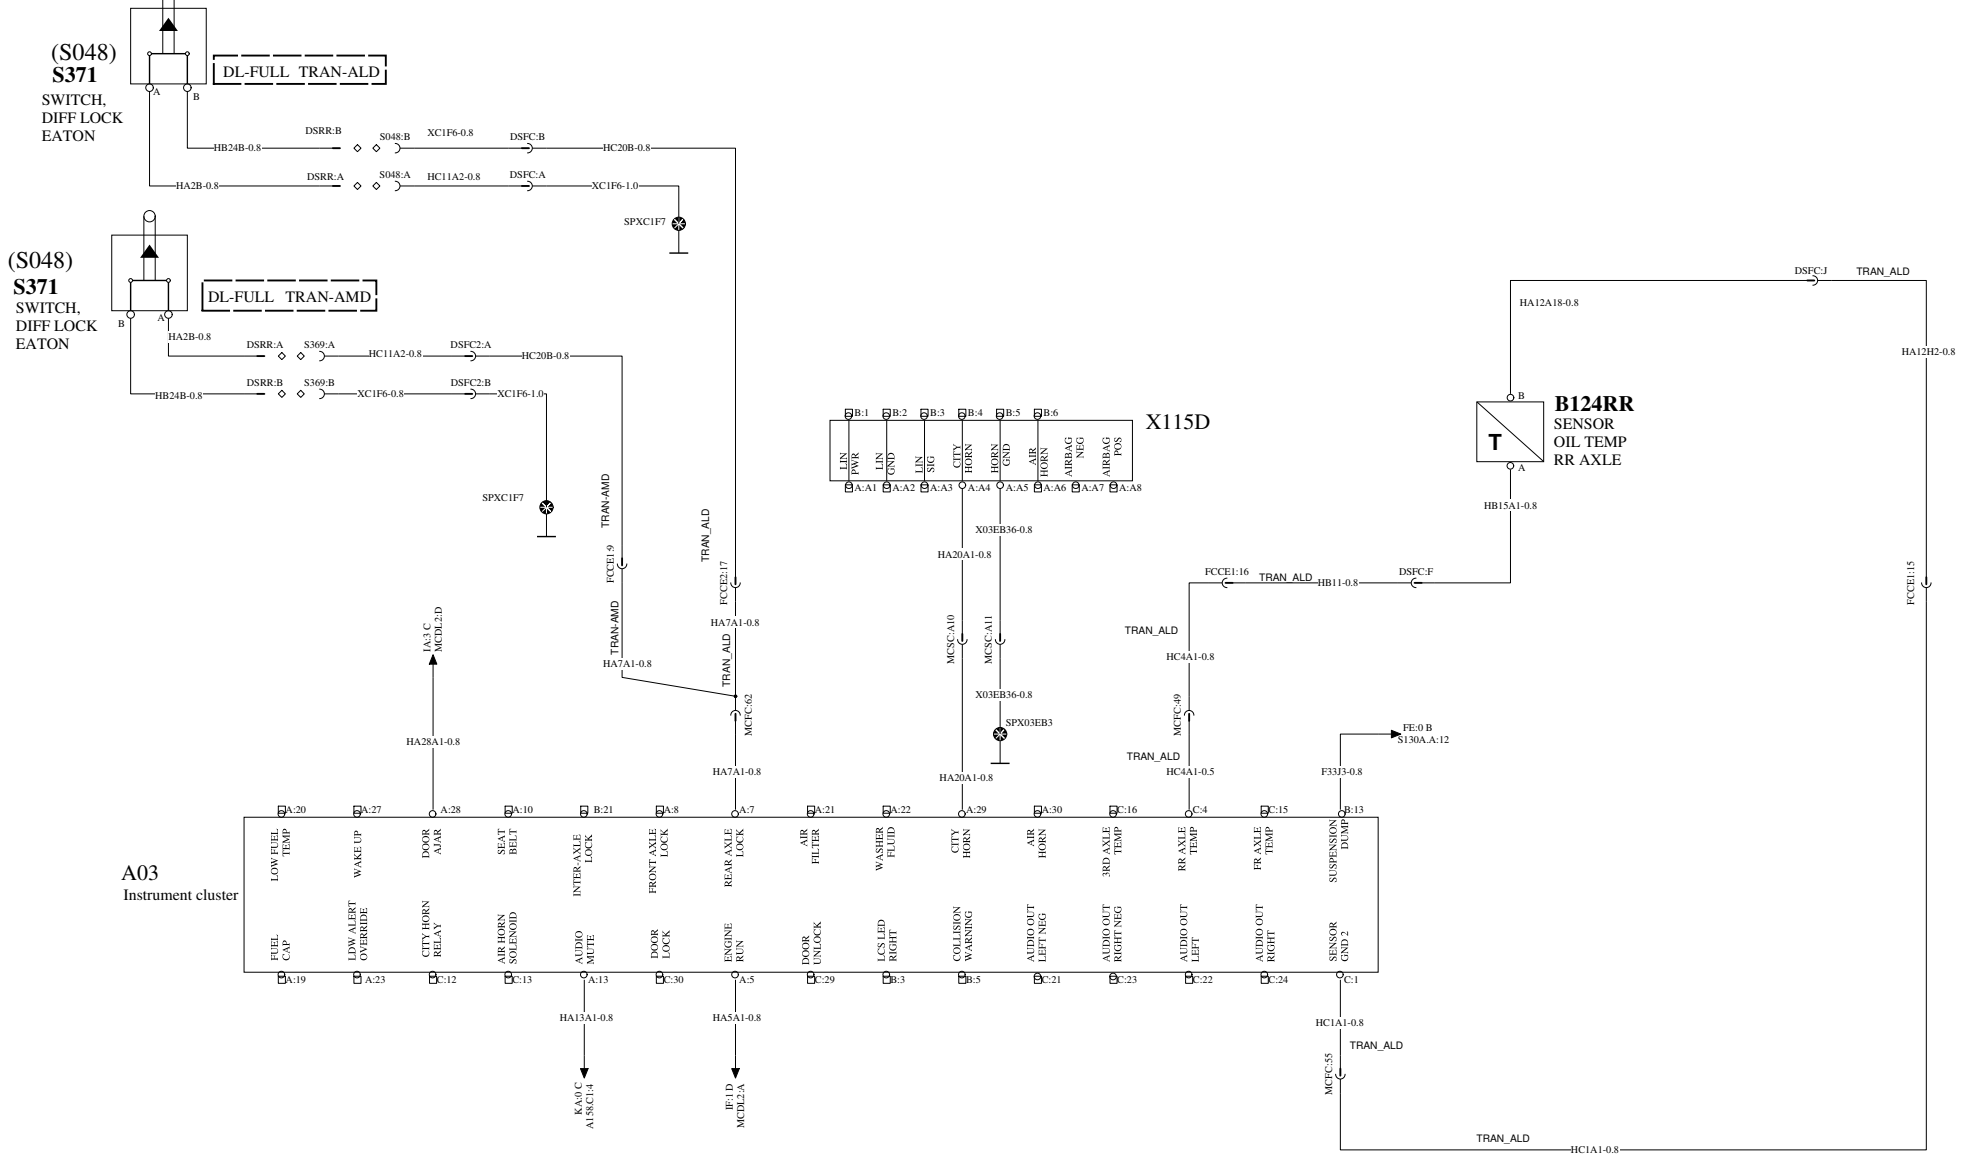 (S048)
S371
SWITCH,
DIFF LOCK
EATON
DL-FULL TRAN-ALD
A
B
HB24B-0.8
DSRR:B
S048:B
XC1F6-0.8
DSFC:B
HC20B-0.8
HA2B-0.8
DSRR:A
S048:A
HC11A2-0.8
DSFC:A
XC1F6-1.0
SPXC1F7
(S048)
S371
SWITCH,
DIFF LOCK
EATON
DL-FULL TRAN-AMD
B
A
HA2B-0.8
DSRR:A
S369:A
HC11A2-0.8
DSFC2:A
HC20B-0.8
HB24B-0.8
DSRR:B
S369:B
XC1F6-0.8
DSFC2:B
XC1F6-1.0
SPXC1F7
TRAN-AMD
FCCE1:9
TRAN-AMD
HA7A1-0.8
TRAN_ALD
FCCE2:17
HA7A1-0.8
TRAN_ALD
MCFC:62
HA7A1-0.8
IA:3 C
MCDL2:D
HA28A1-0.8
X115D
B:1
B:2
B:3
B:4
B:5
B:6
LIN
PWR
LIN
GND
LIN
SIG
CITY
HORN
HORN
GND
AIR
HORN
AIRBAG
NEG
AIRBAG
POS
A:A1
A:A2
A:A3
A:A4
A:A5
A:A6
A:A7
A:A8
X03EB36-0.8
HA20A1-0.8
MCSC:A10
MCSC:A11
X03EB36-0.8
SPX03EB3
HA20A1-0.8
DSFC:J
TRAN_ALD
HA12A18-0.8
HA12H2-0.8
B
B124RR
SENSOR
OIL TEMP
RR AXLE
T
A
HB15A1-0.8
FCCE1:16
TRAN_ALD
HB11-0.8
DSFC:F
FCCE1:15
TRAN_ALD
HC4A1-0.8
MCFC:49
TRAN_ALD
HC4A1-0.5
FE:0 B
S130A.A:12
F33J3-0.8
A03
Instrument cluster
A:20
A:27
A:28
A:10
B:21
A:8
A:7
A:21
A:22
A:29
A:30
C:16
C:4
C:15
B:13
LOW FUEL
TEMP
WAKE UP
DOOR
AJAR
SEAT
BELT
INTER-AXLE
LOCK
FRONT AXLE
LOCK
REAR AXLE
LOCK
AIR
FILTER
WASHER
FLUID
CITY
HORN
AIR
HORN
3RD AXLE
TEMP
RR AXLE
TEMP
FR AXLE
TEMP
SUSPENSION
DUMP
FUEL
CAP
LDW ALERT
OVERRIDE
CITY HORN
RELAY
AIR HORN
SOLENOID
AUDIO
MUTE
DOOR
LOCK
ENGINE
RUN
DOOR
UNLOCK
LCS LED
RIGHT
COLLISION
WARNING
AUDIO OUT
LEFT NEG
AUDIO OUT
RIGHT NEG
AUDIO OUT
LEFT
AUDIO OUT
RIGHT
SENSOR
GND 2
A:19
A:23
C:12
C:13
A:13
C:30
A:5
C:29
B:3
B:5
C:21
C:23
C:22
C:24
C:1
HA13A1-0.8
KA:0 C
A158.C1:4
HA5A1-0.8
IF:1 D
MCDL2:A
HC1A1-0.8
TRAN_ALD
MCFC:55
TRAN_ALD
HC1A1-0.8